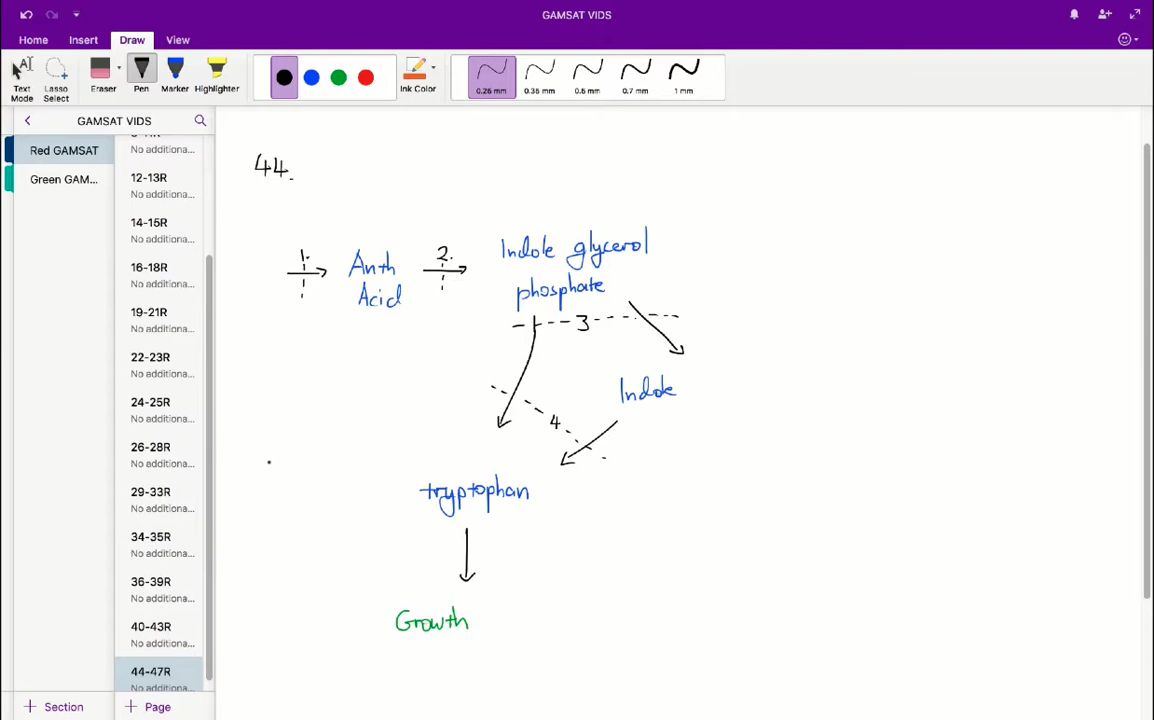 GAMSAT VIDS
Home Insert Draw View
Text Mode
Lasso Select
Eraser
Pen
Marker
Highlighter
Ink Color
0.25 mm
0.35 mm
0.5 mm
0.7 mm
1 mm
GAMSAT VIDS
Red GAMSAT
Green GAM...
No additiona...
12-13R
No additiona...
14-15R
No additiona...
16-18R
No additiona...
19-21R
No additiona...
22-23R
No additiona...
24-25R
No additiona...
26-28R
No additiona...
29-33R
No additiona...
34-35R
No additiona...
36-39R
No additiona...
40-43R
No additiona...
44-47R
No additiona...
+ Section
+ Page
44.
1.
Anth
Acid
2.
Indole glycerol
phosphate
3
Indole
4
tryptophan
Growth